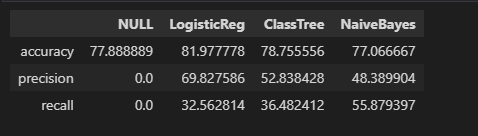 NULL LogisticReg ClassTree NaiveBayes
accuracy 77.888889 81.977778 78.755556 77.066667
precision 0.0 69.827586 52.838428 48.389904
recall 0.0 32.562814 36.482412 55.879397